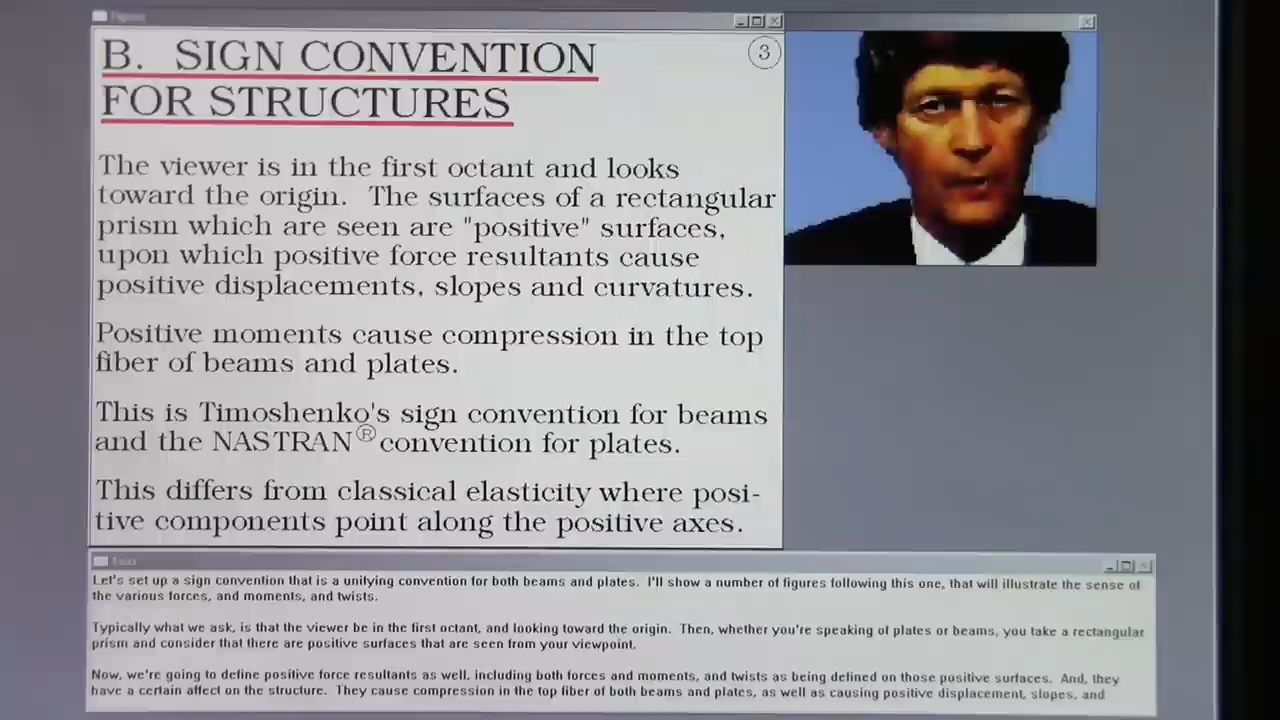 Figures
B. SIGN CONVENTION
FOR STRUCTURES
3
The viewer is in the first octant and looks
toward the origin. The surfaces of a rectangular
prism which are seen are "positive" surfaces,
upon which positive force resultants cause
positive displacements, slopes and curvatures.
Positive moments cause compression in the top
fiber of beams and plates.
This is Timoshenko's sign convention for beams
and the NASTRAN® convention for plates.
This differs from classical elasticity where posi-
tive components point along the positive axes.
Text
Let's set up a sign convention that is a unifying convention for both beams and plates. I'll show a number of figures following this one, that will illustrate the sense of
the various forces, and moments, and twists.
Typically what we ask, is that the viewer be in the first octant, and looking toward the origin. Then, whether you're speaking of plates or beams, you take a rectangular
prism and consider that there are positive surfaces that are seen from your viewpoint.
Now, we're going to define positive force resultants as well, including both forces and moments, and twists as being defined on those positive surfaces. And, they
have a certain affect on the structure. They cause compression in the top fiber of both beams and plates, as well as causing positive displacement, slopes, and